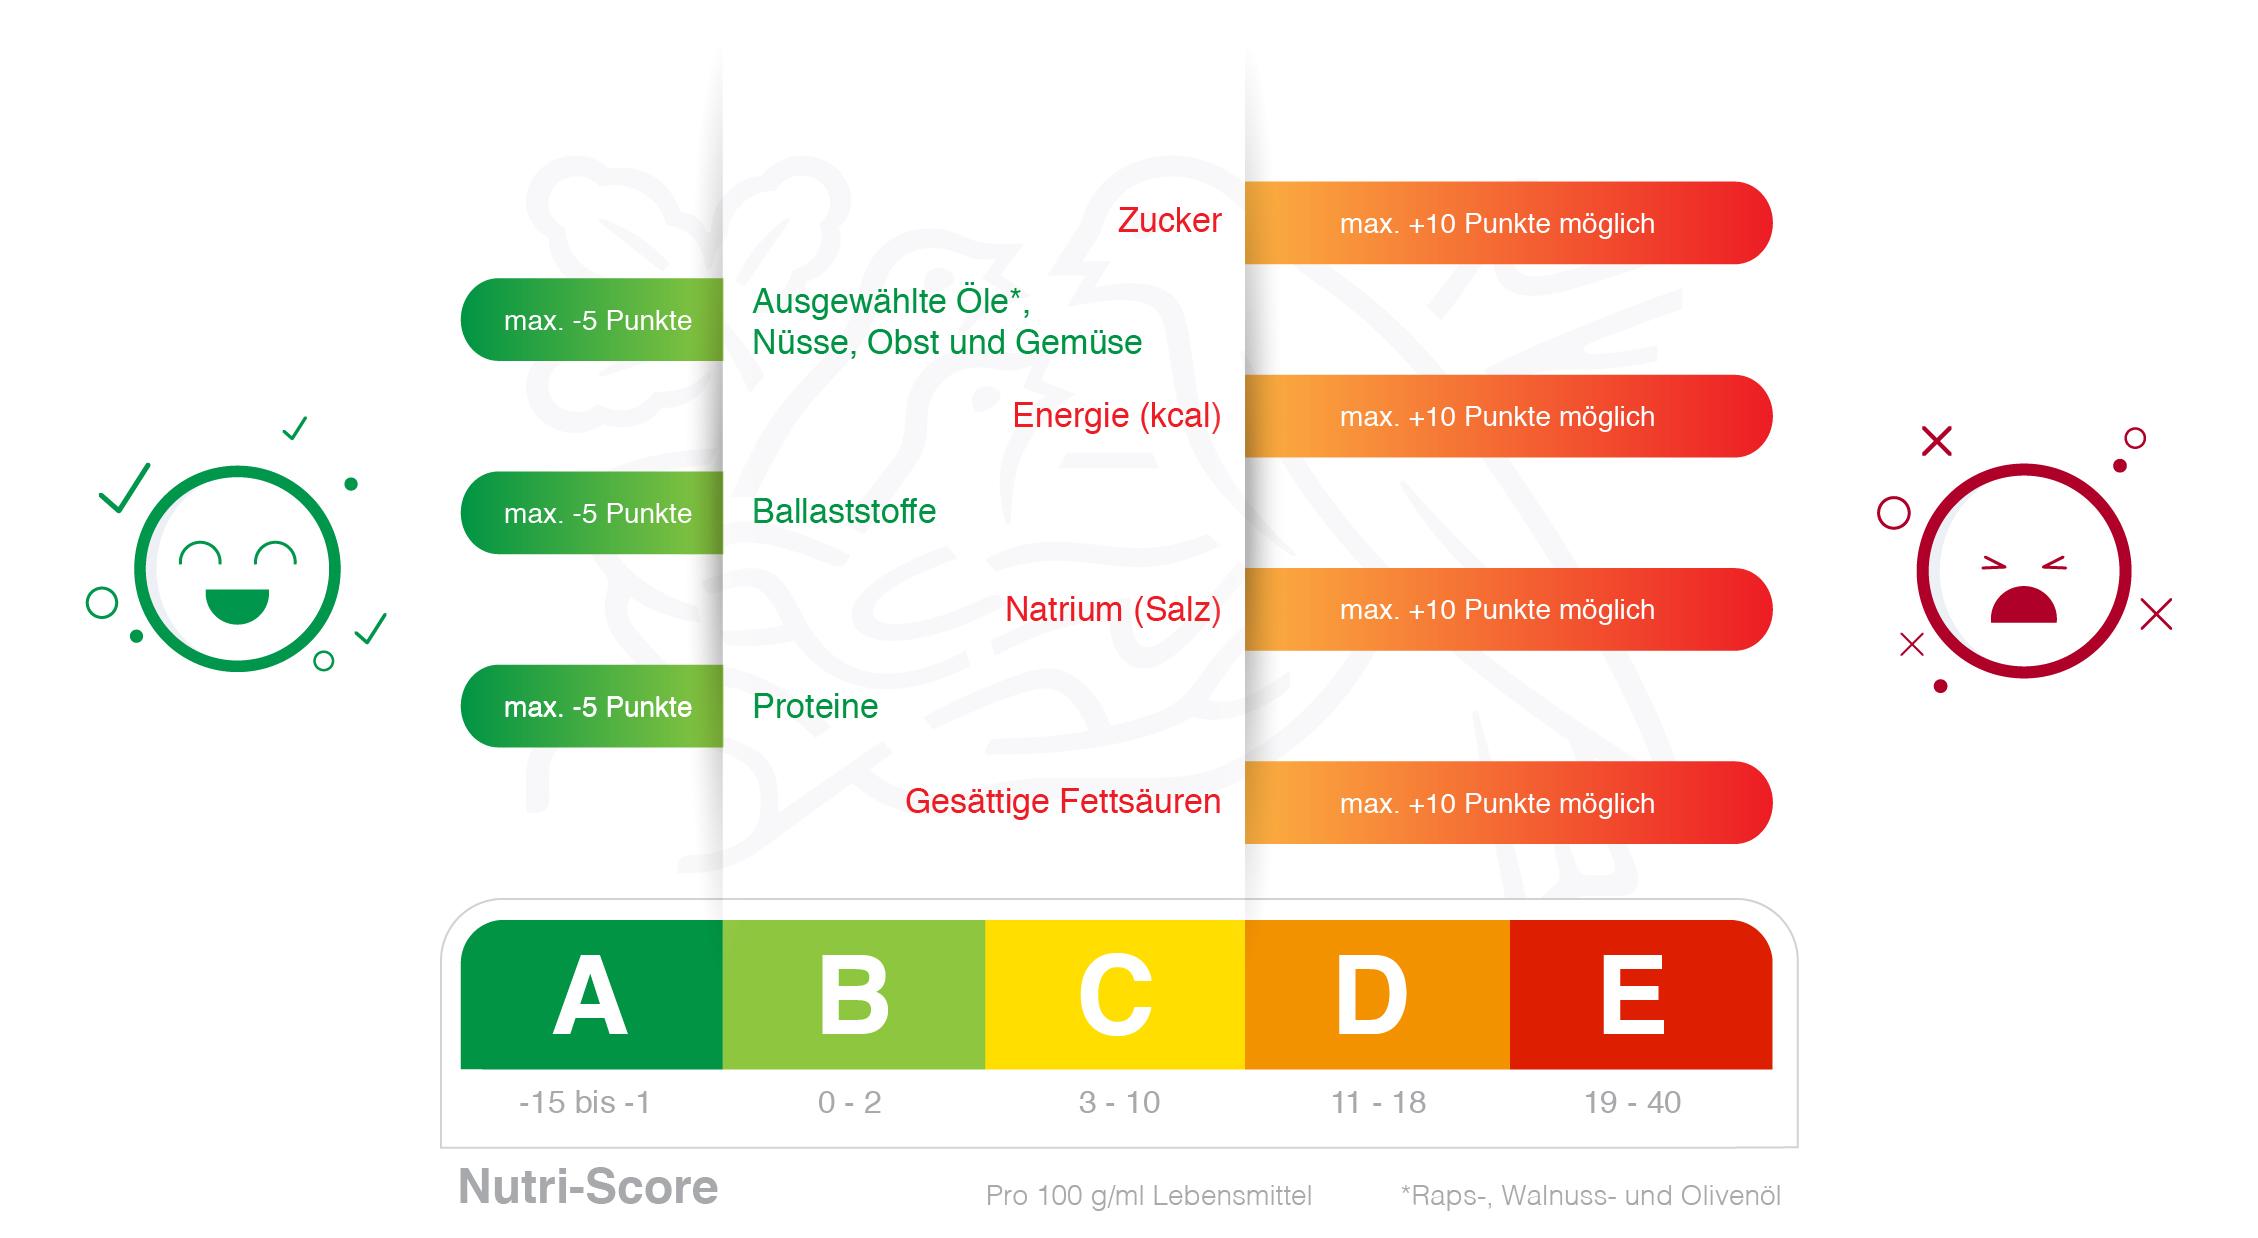 Zucker
max. +10 Punkte möglich
max. -5 Punkte
Ausgewählte Öle*,
Nüsse, Obst und Gemüse
Energie (kcal)
max. +10 Punkte möglich
max. -5 Punkte
Ballaststoffe
Natrium (Salz)
max. +10 Punkte möglich
max. -5 Punkte
Proteine
Gesättige Fettsäuren
max. +10 Punkte möglich
A B C D E
-15 bis -1 0 - 2 3 - 10 11 - 18 19 - 40
Nutri-Score Pro 100 g/ml Lebensmittel *Raps-, Walnuss- und Olivenöl